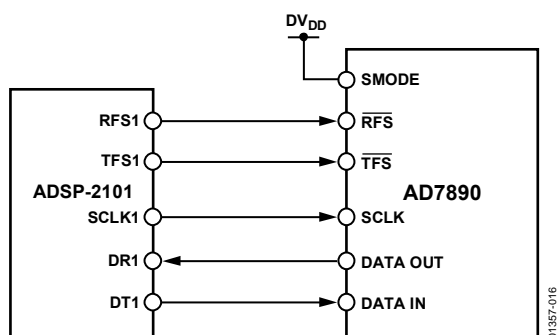 DVDD
SMODE
RFS1
RFS
TFS1
TFS
ADSP-2101
AD7890
SCLK1
SCLK
DR1
DATA OUT
DT1
DATA IN
01357-016